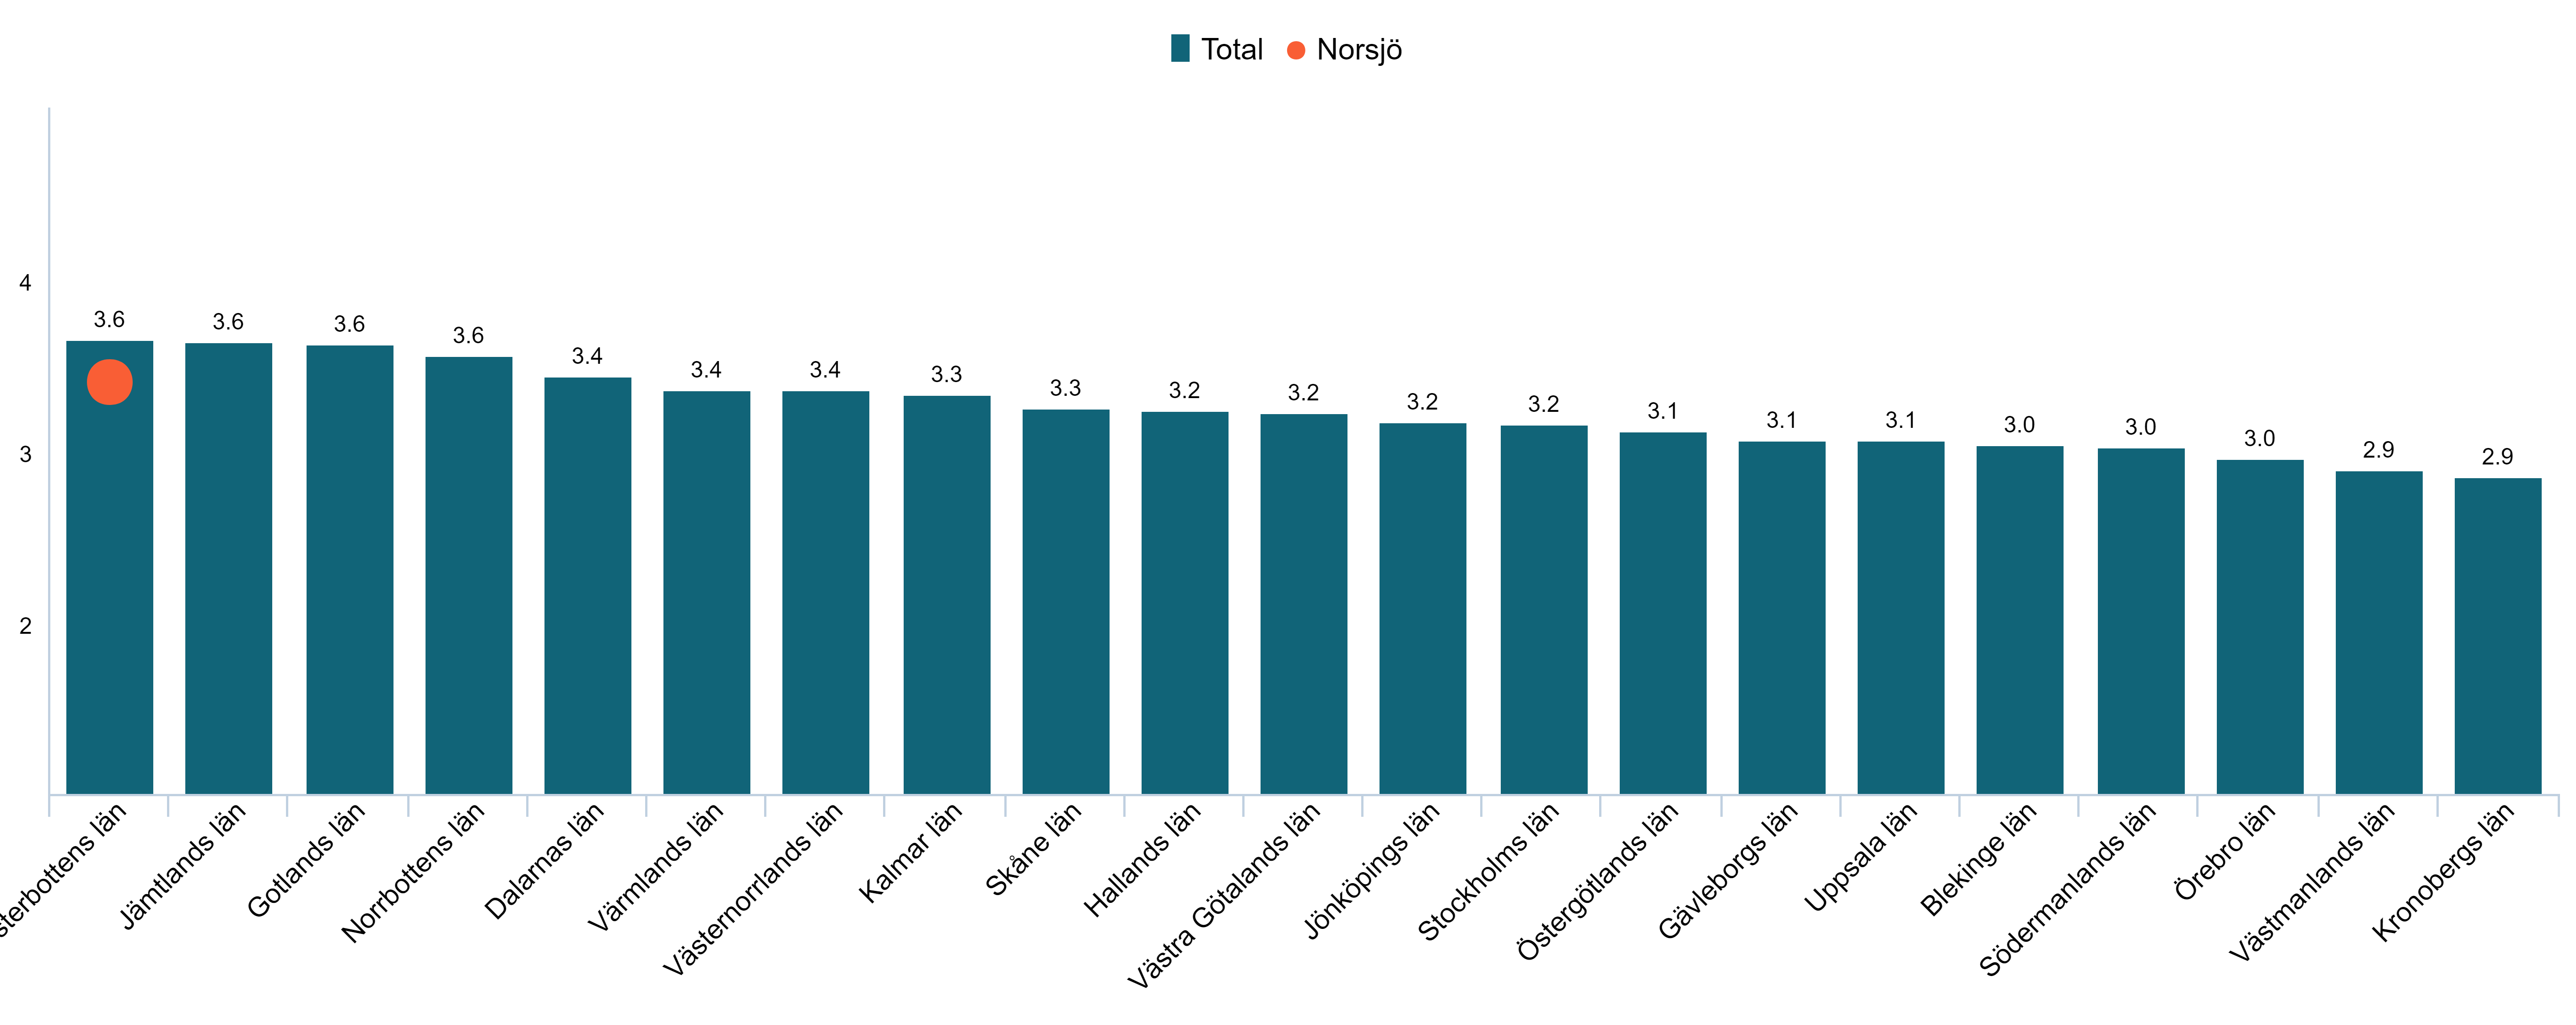 Total Norsjö
4
3
2
3.6 3.6 3.6 3.6 3.4 3.4 3.4 3.3 3.3 3.2 3.2 3.2 3.2 3.1 3.1 3.1 3.0 3.0 3.0 2.9 2.9
sterbottens län
Jämtlands län
Gotlands län
Norrbottens län
Dalarnas län
Värmlands län
Västernorrlands län
Kalmar län
Skåne län
Hallands län
Västra Götalands län
Jönköpings län
Stockholms län
Östergötlands län
Gävleborgs län
Uppsala län
Blekinge län
Södermanlands län
Örebro län
Västmanlands län
Kronobergs län